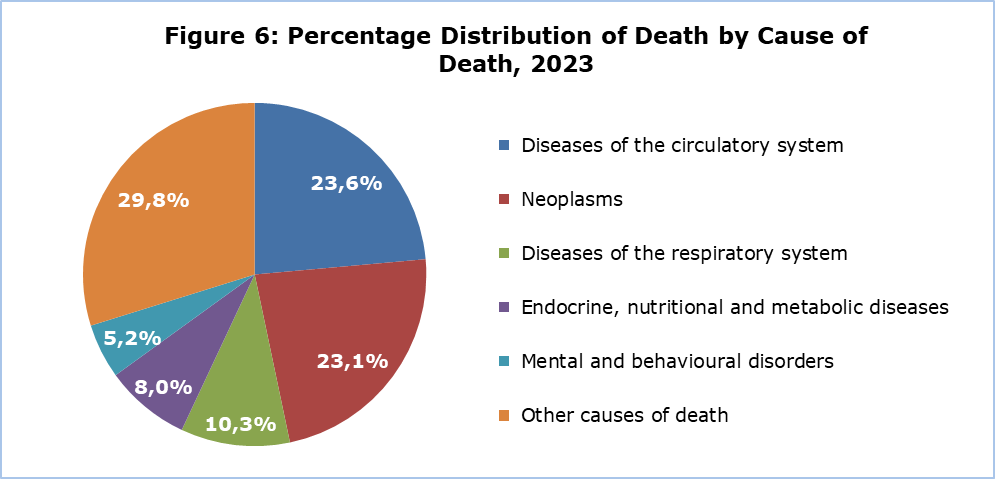 Figure 6: Percentage Distribution of Death by Cause of
Death, 2023
23,6%
23,1%
10,3%
8,0%
5,2%
29,8%
Diseases of the circulatory system
Neoplasms
Diseases of the respiratory system
Endocrine, nutritional and metabolic diseases
Mental and behavioural disorders
Other causes of death